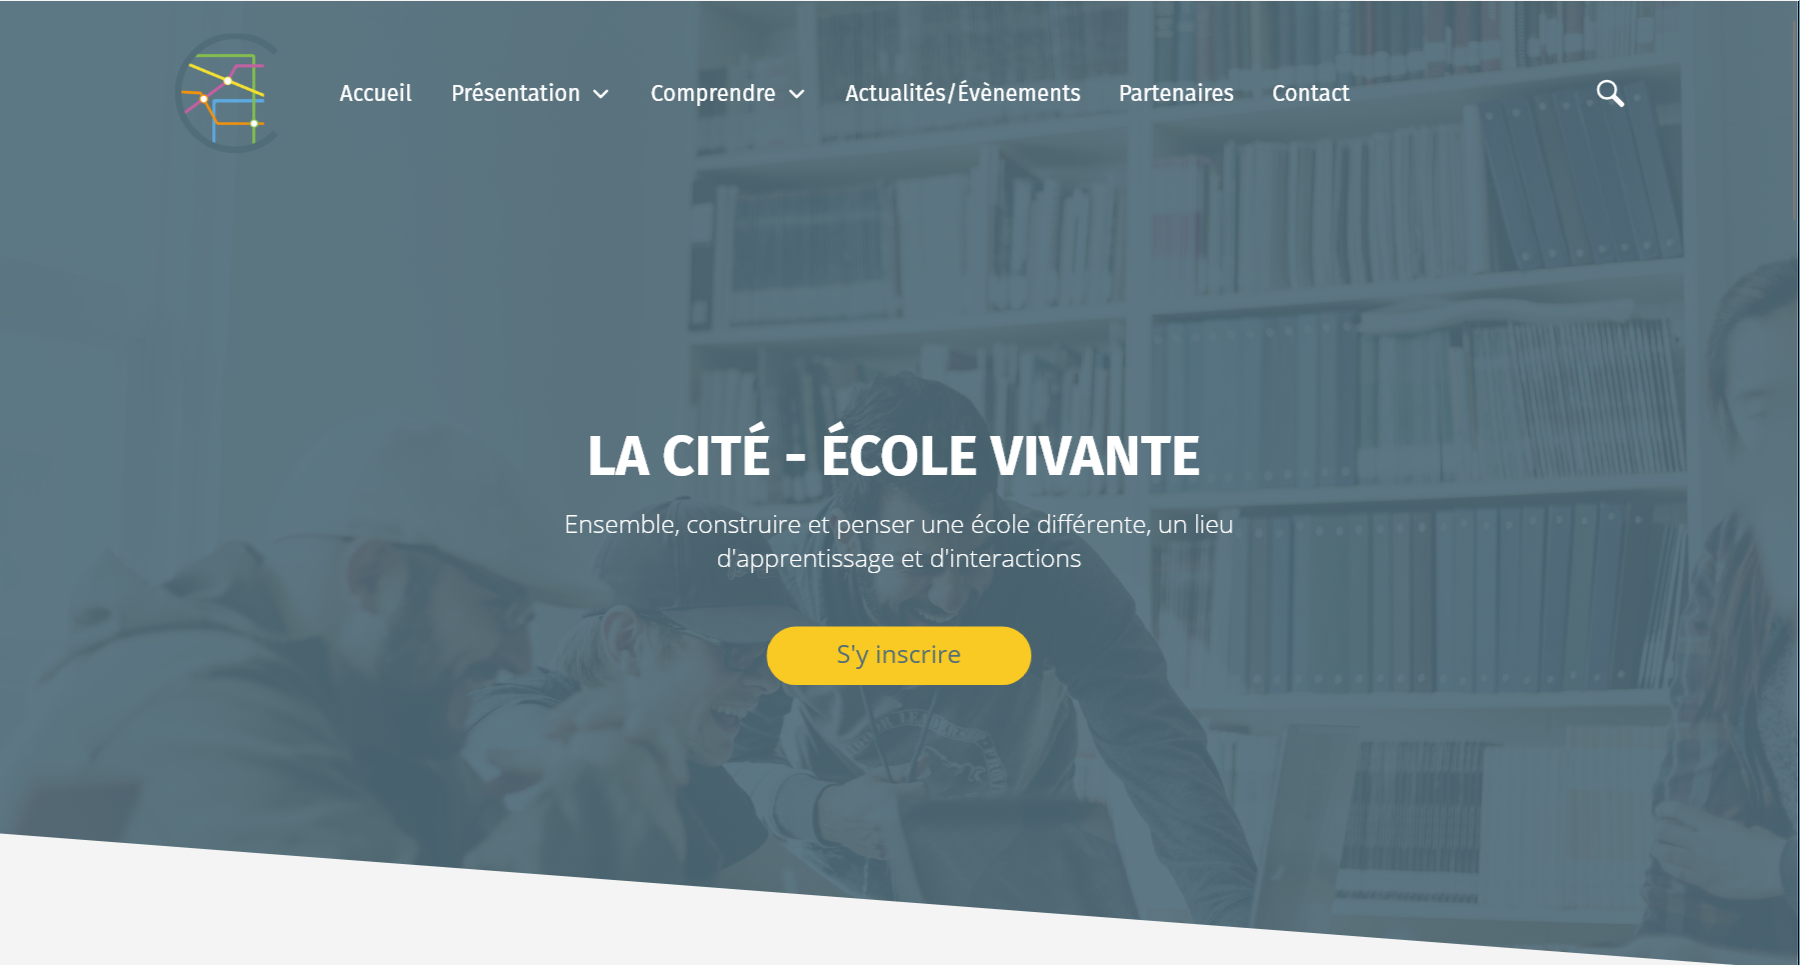 Accueil Présentation Comprendre Actualités/Évènements Partenaires Contact
LA CITÉ - ÉCOLE VIVANTE
Ensemble, construire et penser une école différente, un lieu
d'apprentissage et d'interactions
S'y inscrire